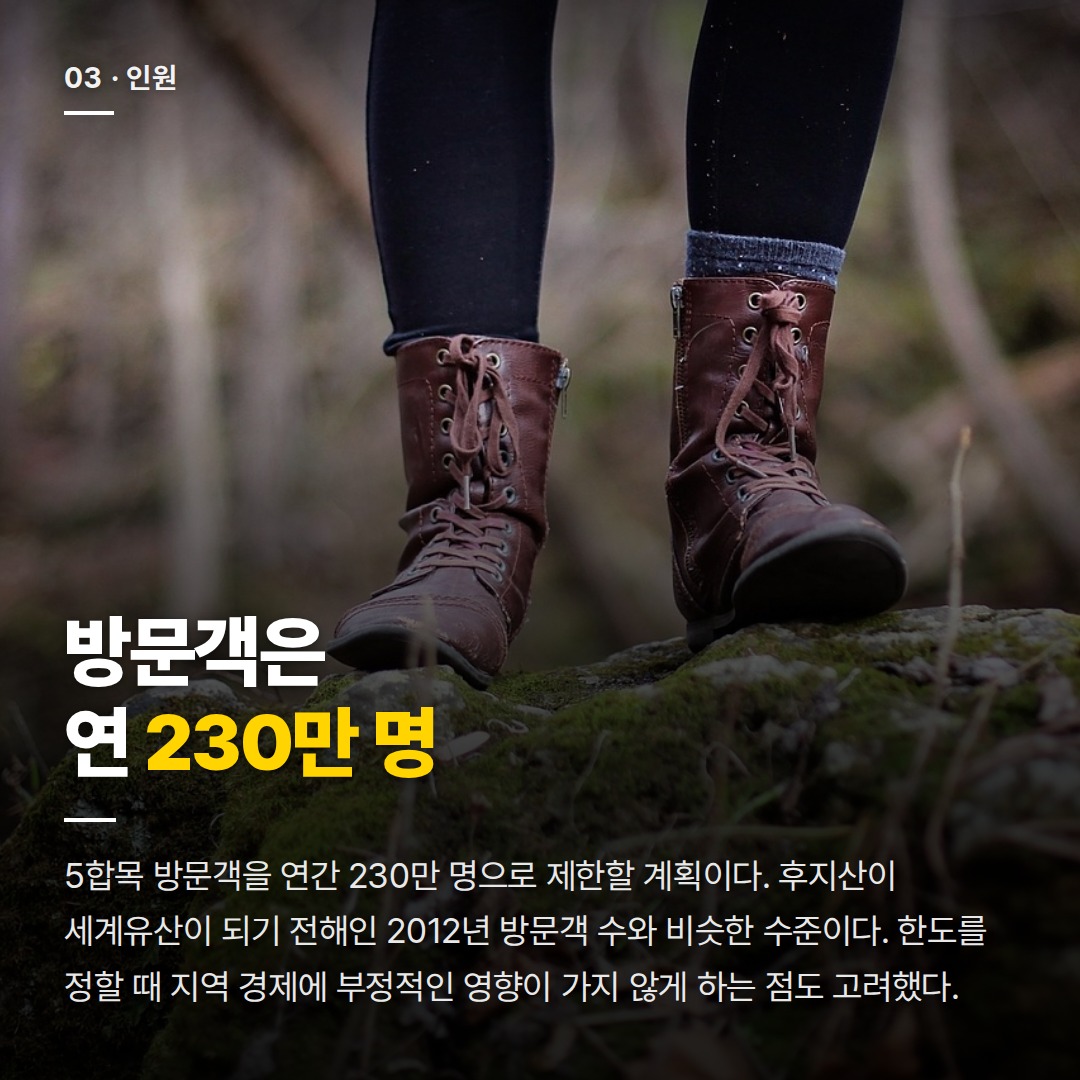 03 · 인원
방문객은
연 230만 명
5합목 방문객을 연간 230만 명으로 제한할 계획이다. 후지산이
세계유산이 되기 전해인 2012년 방문객 수와 비슷한 수준이다. 한도를
정할 때 지역 경제에 부정적인 영향이 가지 않게 하는 점도 고려했다.